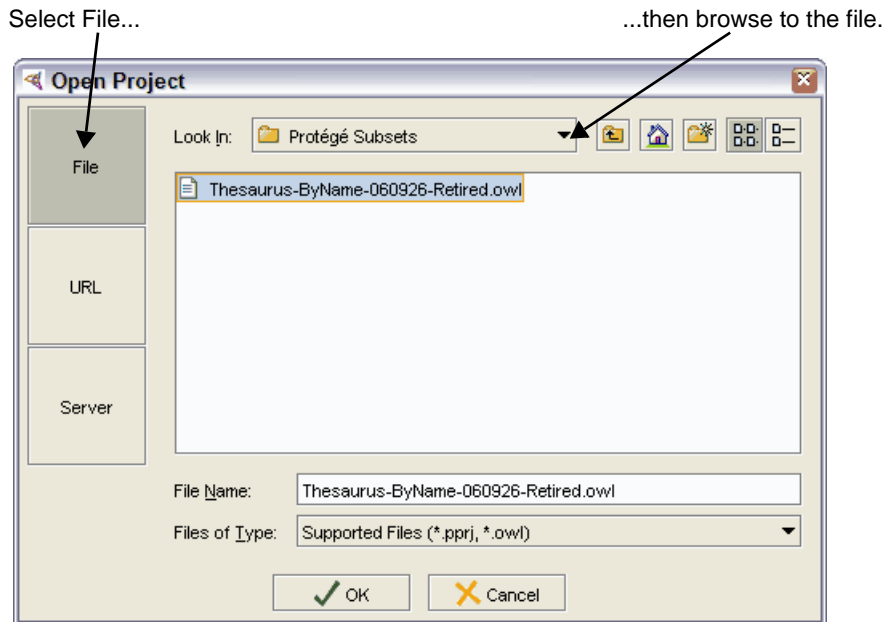 Select File... ...then browse to the file.
Open Project
File
URL
Server
Look In: Protégé Subsets
Thesaurus-ByName-060926-Retired.owl
File Name: Thesaurus-ByName-060926-Retired.owl
Files of Type: Supported Files (*.pprj, *.owl)
OK Cancel